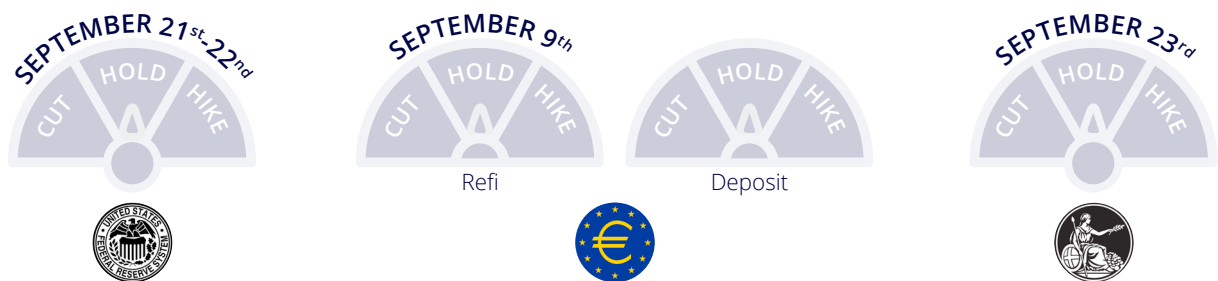 SEPTEMBER 21st-22nd
CUT
HOLD
HIKE
SEPTEMBER 9th
CUT
HOLD
HIKE
Refi
CUT
HOLD
HIKE
Deposit
SEPTEMBER 23rd
CUT
HOLD
HIKE
UNITED STATES
FEDERAL RESERVE SYSTEM